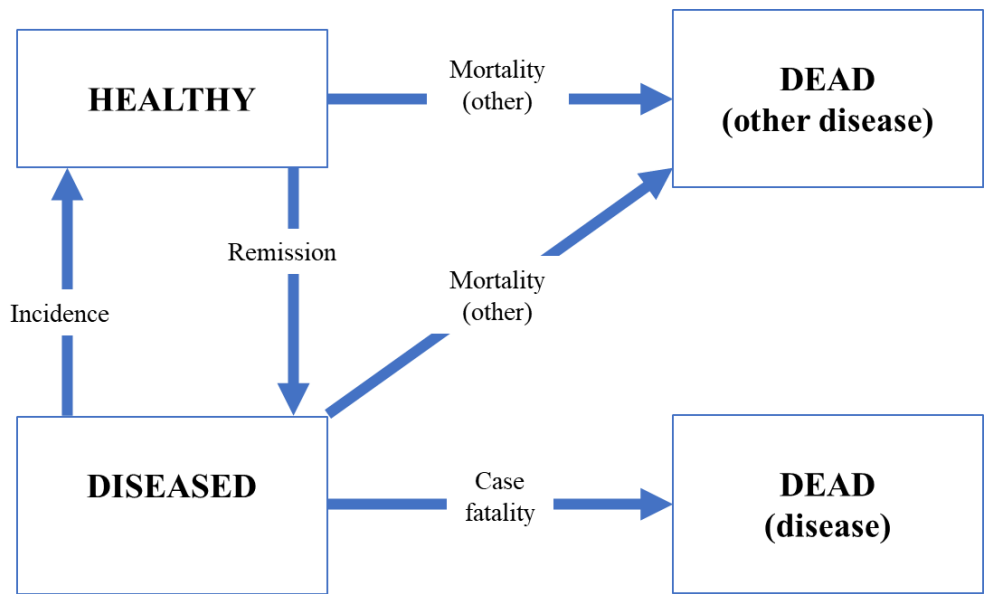 HEALTHY
Mortality
(other)
DEAD
(other disease)
Remission
Incidence
Mortality
(other)
DISEASED
Case
fatality
DEAD
(disease)